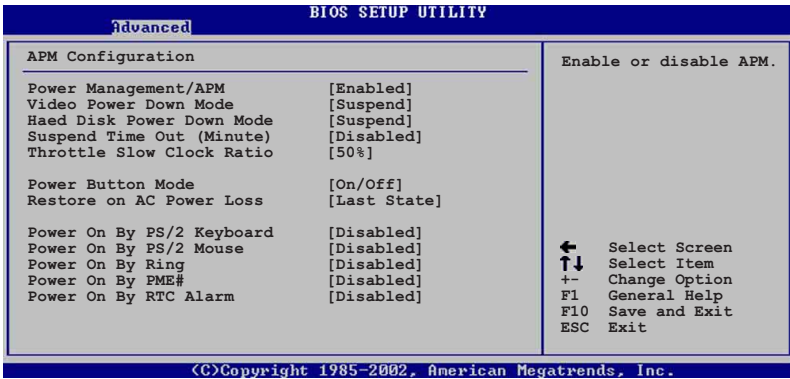 BIOS SETUP UTILITY
Advanced
APM Configuration
Power Management/APM [Enabled]
Video Power Down Mode [Suspend]
Haed Disk Power Down Mode [Suspend]
Suspend Time Out (Minute) [Disabled]
Throttle Slow Clock Ratio [50%]
Power Button Mode [On/Off]
Restore on AC Power Loss [Last State]
Power On By PS/2 Keyboard [Disabled]
Power On By PS/2 Mouse [Disabled]
Power On By Ring [Disabled]
Power On By PME# [Disabled]
Power On By RTC Alarm [Disabled]
Enable or disable APM.
← Select Screen
↑↓ Select Item
+- Change Option
F1 General Help
F10 Save and Exit
ESC Exit
(C)Copyright 1985-2002, American Megatrends, Inc.